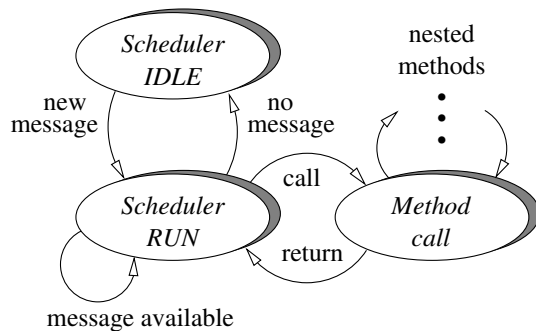 Scheduler
IDLE
nested
methods
new
message
no
message
Scheduler
RUN
call
Method
call
return
message available